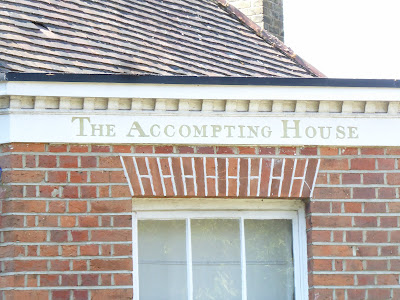 The Accompting House